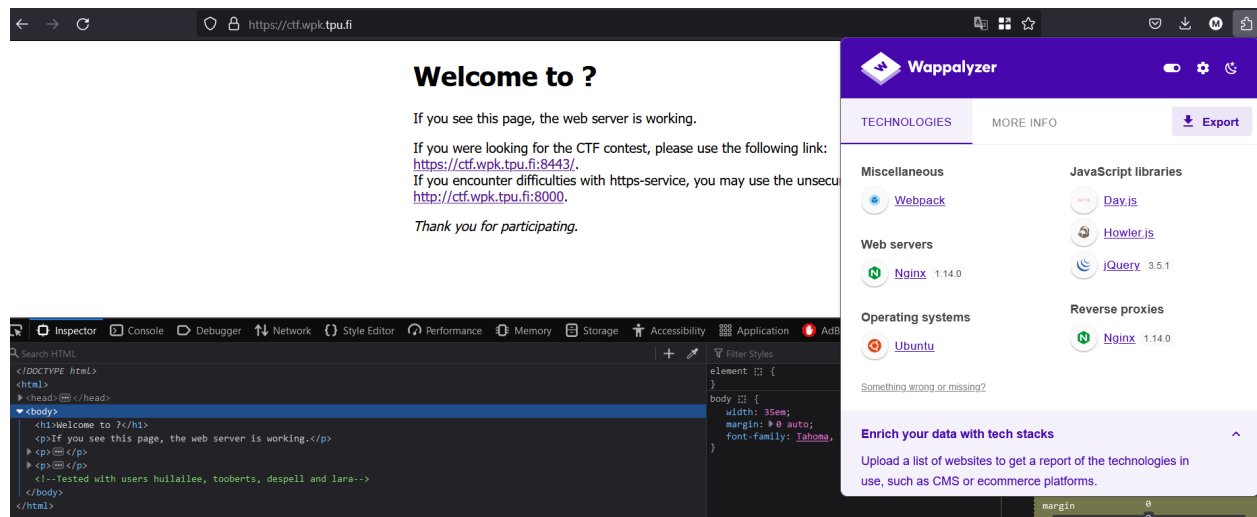 https://ctf.wpk.tpu.fi
M
Welcome to ?
If you see this page, the web server is working.
If you were looking for the CTF contest, please use the following link:
https://ctf.wpk.tpu.fi:8443/.
If you encounter difficulties with https-service, you may use the unsecu
http://ctf.wpk.tpu.fi:8000.
Thank you for participating.
Wappalyzer
TECHNOLOGIES MORE INFO Export
Miscellaneous
Webpack
Web servers
Nginx 1.14.0
Operating systems
Ubuntu
Something wrong or missing?
JavaScript libraries
Day.js
Howler.js
jQuery 3.5.1
Reverse proxies
Nginx 1.14.0
Enrich your data with tech stacks
Upload a list of websites to get a report of the technologies in
use, such as CMS or ecommerce platforms.
Inspector Console Debugger Network Style Editor Performance Memory Storage Accessibility Application AdB
Search HTML
<!DOCTYPE html>
<html>
<head> </head>
<body>
<h1>Welcome to ?</h1>
<p>If you see this page, the web server is working.</p>
<p> </p>
<p> </p>
<!--Tested with users huilailee, tooberts, despell and lara-->
</body>
</html>
Filter Styles
element {
}
body {
width: 35em;
margin: 0 auto;
font-family: Tahoma,
}
margin 0